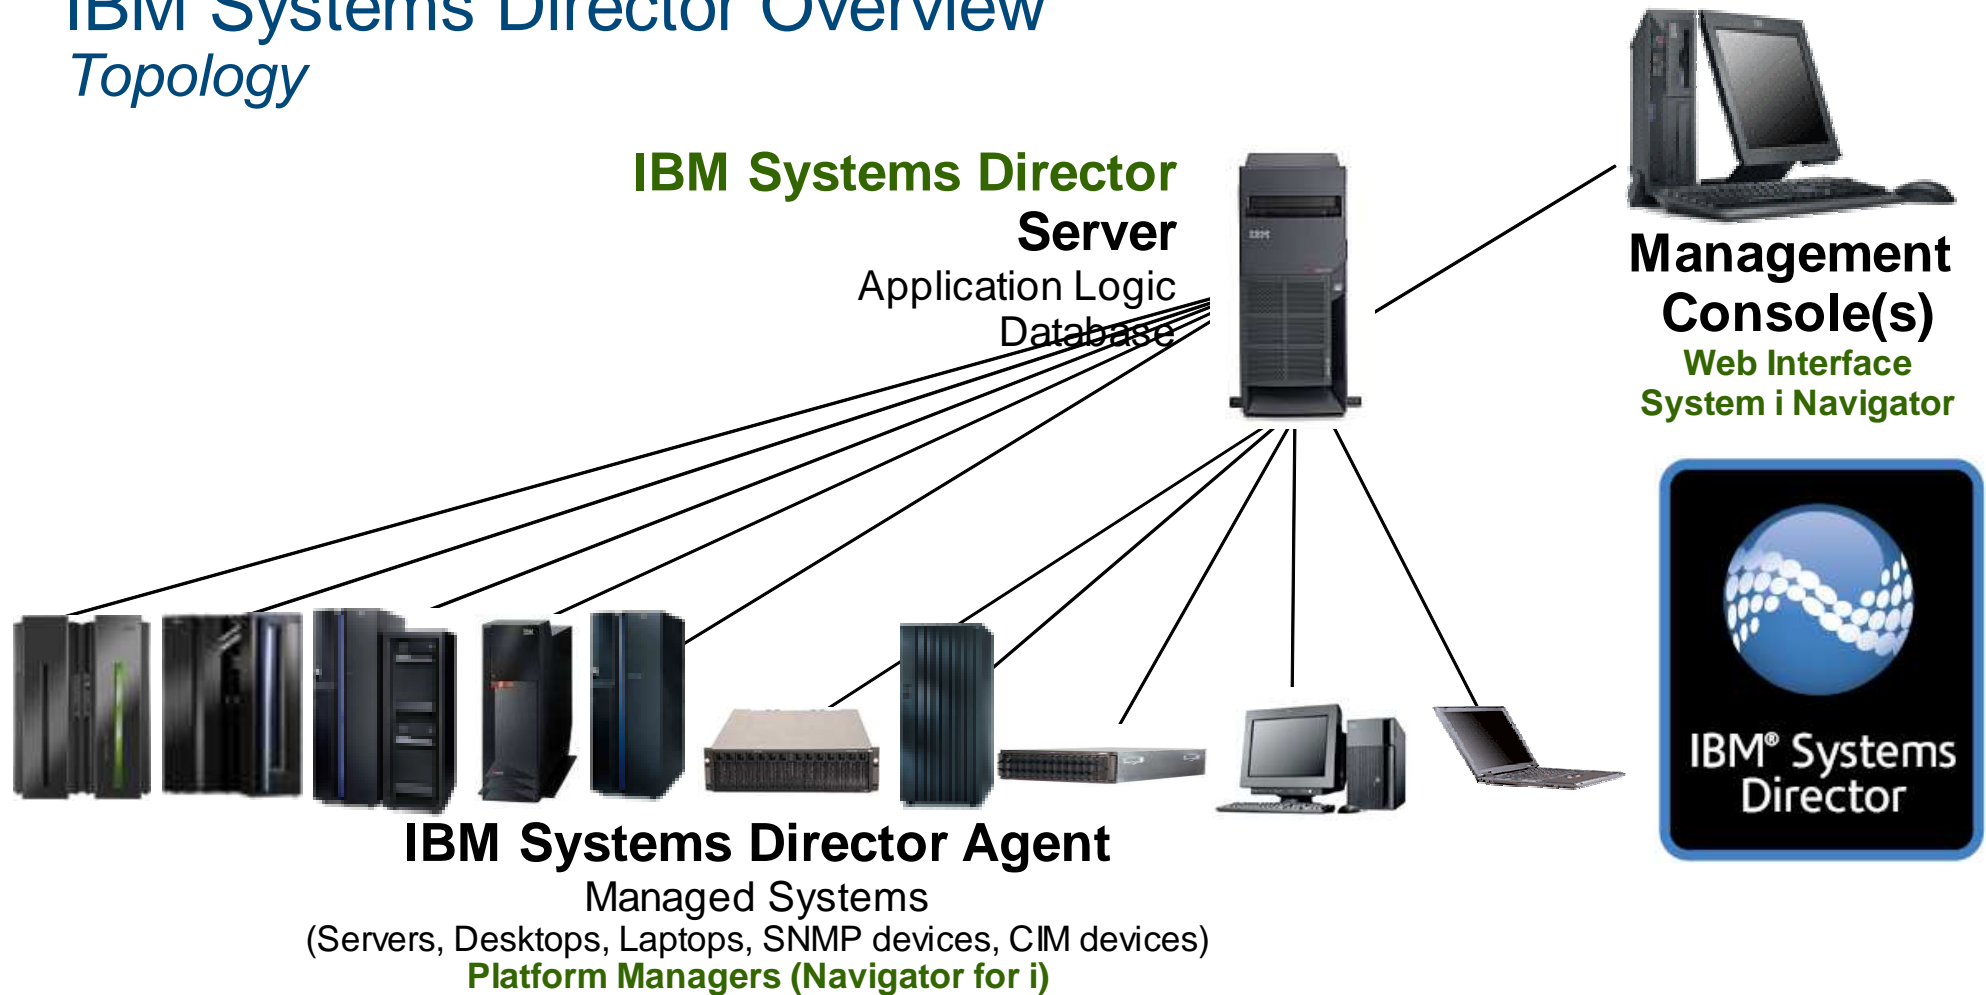 IBM Systems Director Overview
Topology
IBM Systems Director
Server
Application Logic
Database
IBM
Management
Console(s)
Web Interface
System i Navigator
IBM® Systems
Director
IBM Systems Director Agent
Managed Systems
(Servers, Desktops, Laptops, SNMP devices, CIM devices)
Platform Managers (Navigator for i)